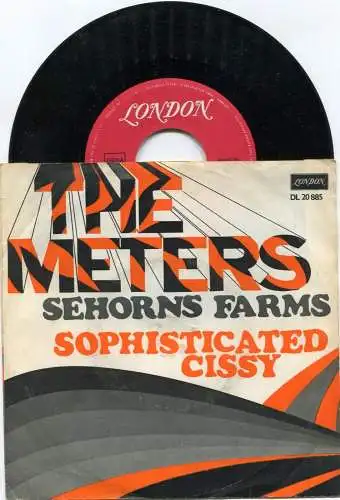 LONDON
LONDON
DL 20 885
THE
METERS
SEHORNS FARMS
SOPHISTICATED
CISSY